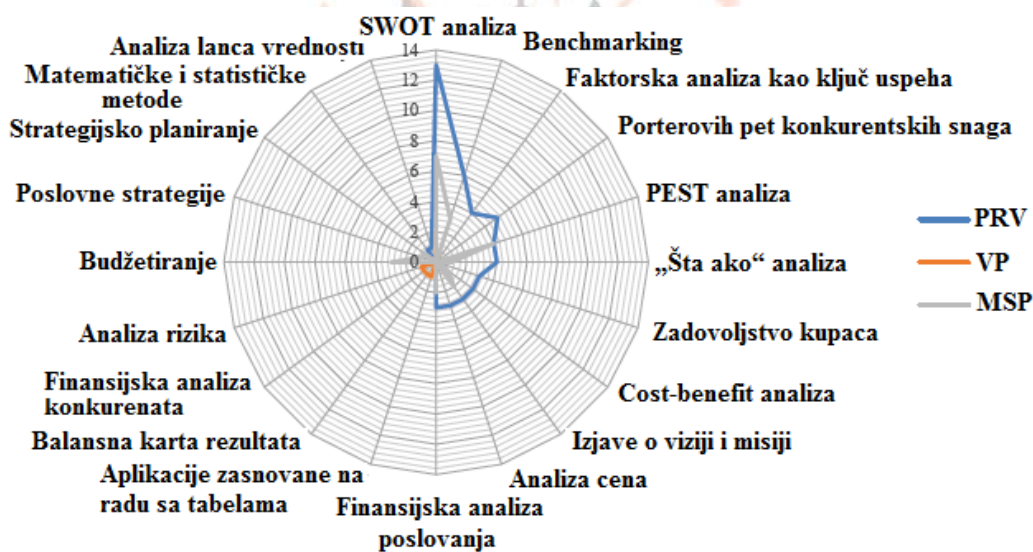 SWOT analiza
Benchmarking
Faktorska analiza kao ključ uspeha
Porterovih pet konkurentskih snaga
PEST analiza
„Šta ako“ analiza
Zadovoljstvo kupaca
Cost-benefit analiza
Izjave o viziji i misiji
Analiza cena
Finansijska analiza
poslovanja
Aplikacije zasnovane na
radu sa tabelama
Balansna karta rezultata
Finansijska analiza
konkurenata
Analiza rizika
Budžetiranje
Poslovne strategije
Strategijsko planiranje
Matematičke i statističke
metode
Analiza lanca vrednosti
14
12
10
8
6
4
2
0
PRV
VP
MSP